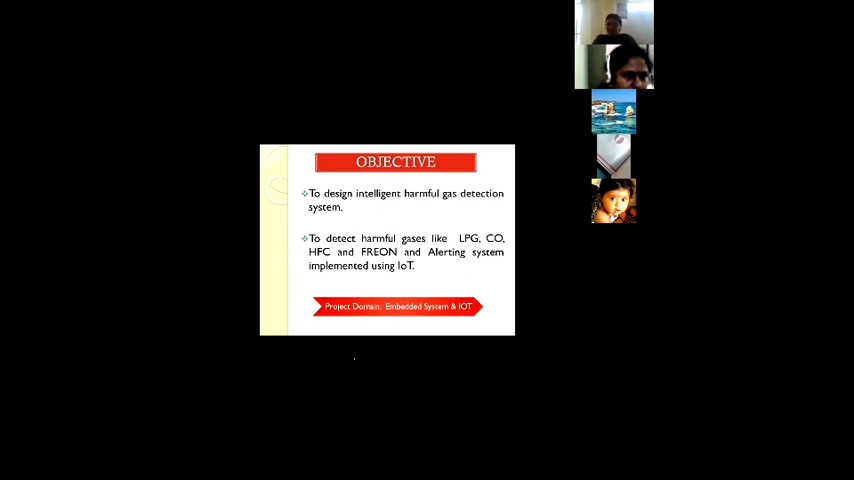 OBJECTIVE
To design intelligent harmful gas detection
system.
To detect harmful gases like LPG, CO,
HFC and FREON and Alerting system
implemented using IoT.
Project Domain: Embedded System & IOT